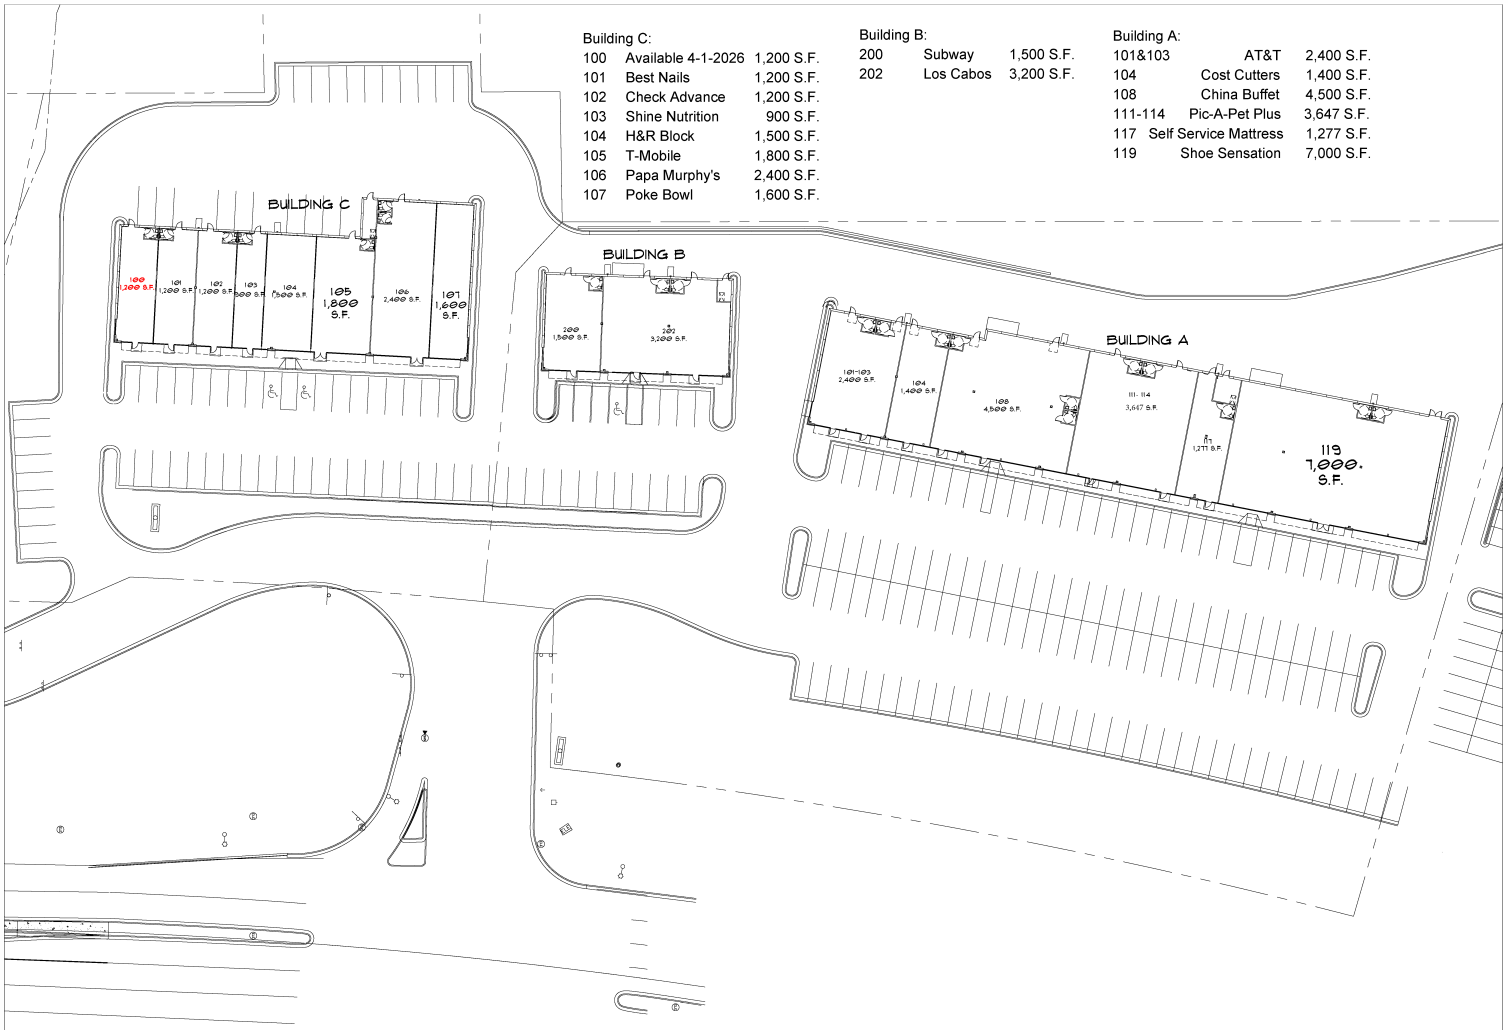 Building C:
100 Available 4-1-2026 1,200 S.F.
101 Best Nails 1,200 S.F.
102 Check Advance 1,200 S.F.
103 Shine Nutrition 900 S.F.
104 H&R Block 1,500 S.F.
105 T-Mobile 1,800 S.F.
106 Papa Murphy's 2,400 S.F.
107 Poke Bowl 1,600 S.F.
Building B:
200 Subway 1,500 S.F.
202 Los Cabos 3,200 S.F.
Building A:
101&103 AT&T 2,400 S.F.
104 Cost Cutters 1,400 S.F.
108 China Buffet 4,500 S.F.
111-114 Pic-A-Pet Plus 3,647 S.F.
117 Self Service Mattress 1,277 S.F.
119 Shoe Sensation 7,000 S.F.
BUILDING C
100
1,200 S.F.
101
1,200 S.F.
102
1,200 S.F.
103
900 S.F.
104
1,500 S.F.
105
1,800
S.F.
106
2,400 S.F.
107
1,600
S.F.
BUILDING B
200
1,500 S.F.
202
3,200 S.F.
BUILDING A
101-103
2,400 S.F.
104
1,400 S.F.
108
4,500 S.F.
111- 114
3,647 S.F.
117
1,277 S.F.
119
7,000
S.F.